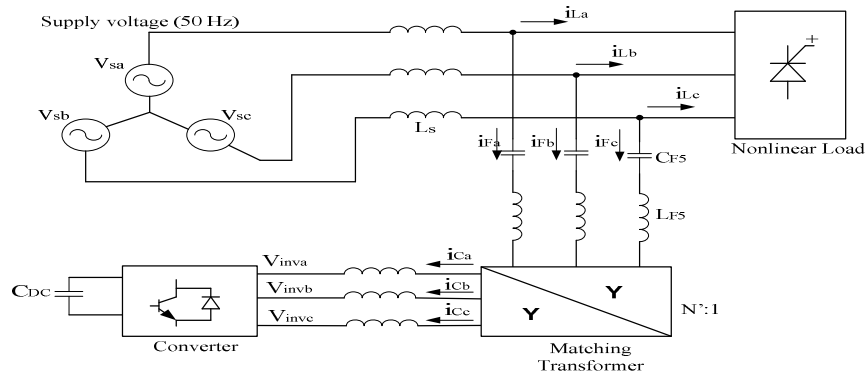 Supply voltage (50 Hz)
Vsa
Vsb
Vsc
Ls
iLa
iLb
iLc
Nonlinear Load
iFa
iFb
iFc
CF5
LF5
Vinva
Vinvb
Vinvc
iCa
iCb
iCc
CDC
Converter
Y
Y
N’:1
Matching
Transformer